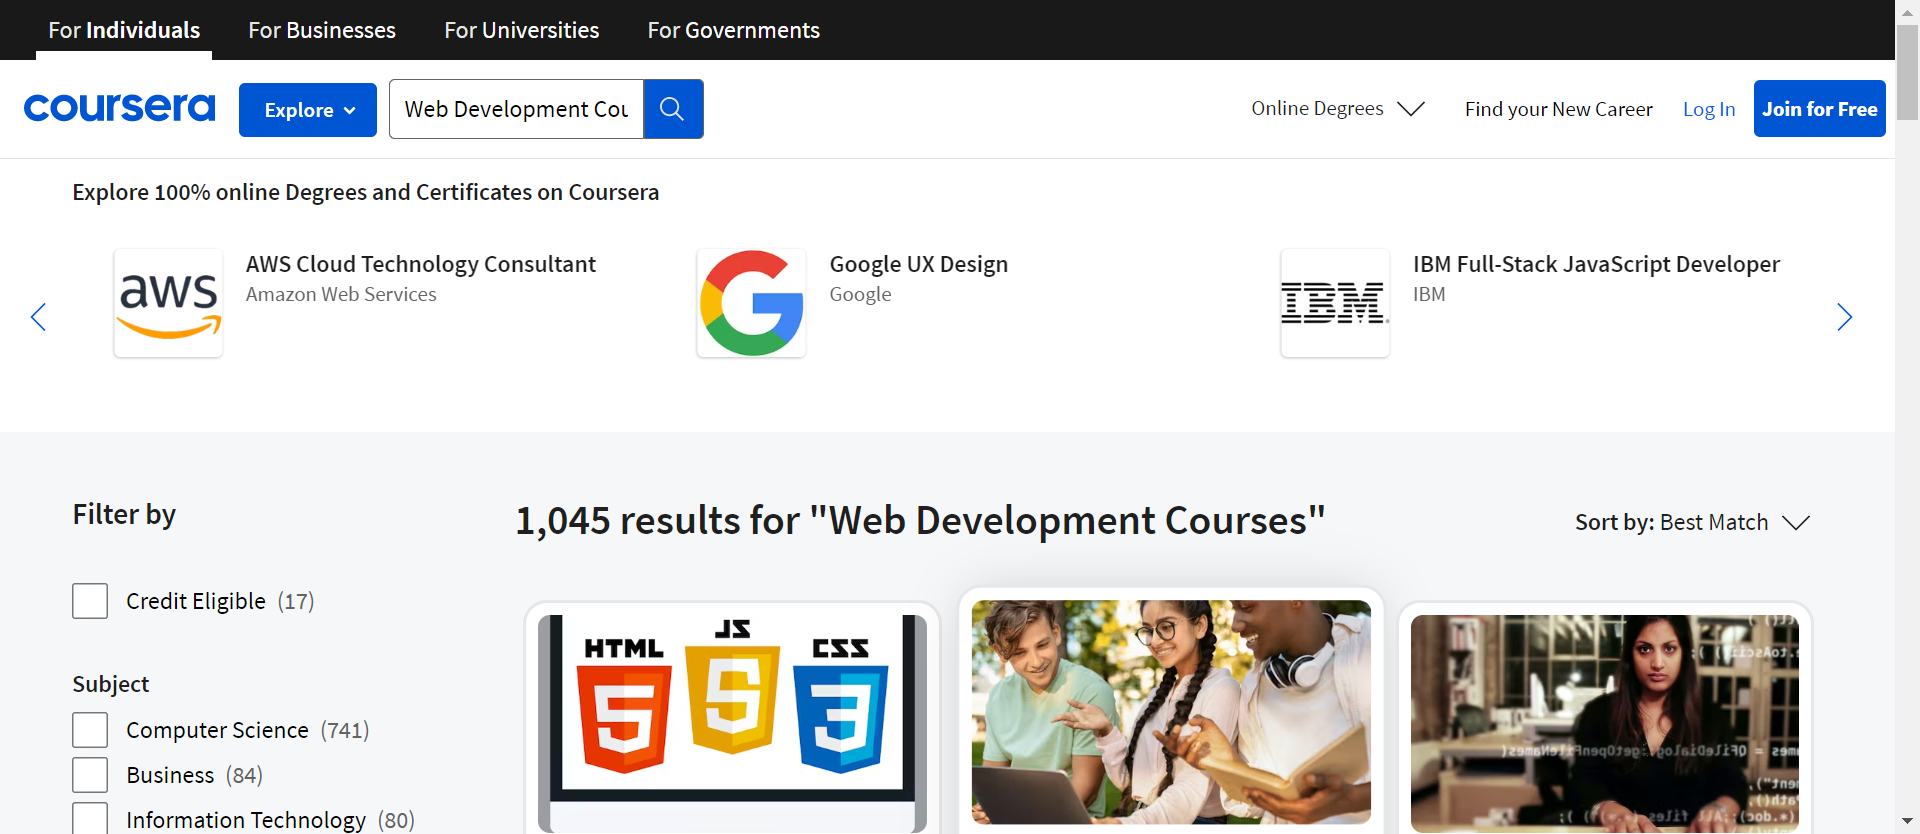 For Individuals For Businesses For Universities For Governments
coursera Explore Web Development Cou Online Degrees Find your New Career Log In Join for Free
Explore 100% online Degrees and Certificates on Coursera
aws AWS Cloud Technology Consultant
Amazon Web Services
Google UX Design
Google
IBM IBM Full-Stack JavaScript Developer
IBM
Filter by
1,045 results for "Web Development Courses"
Sort by: Best Match
Credit Eligible (17)
Subject
Computer Science (741)
Business (84)
Information Technology (80)
HTML JS CSS
5 5 3